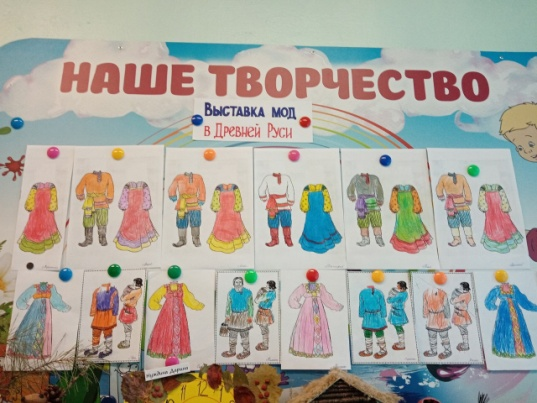 НАШЕ ТВОРЧЕСТВО
ВЫСТАВКА МОД
В ДРЕВНЕЙ РУСИ